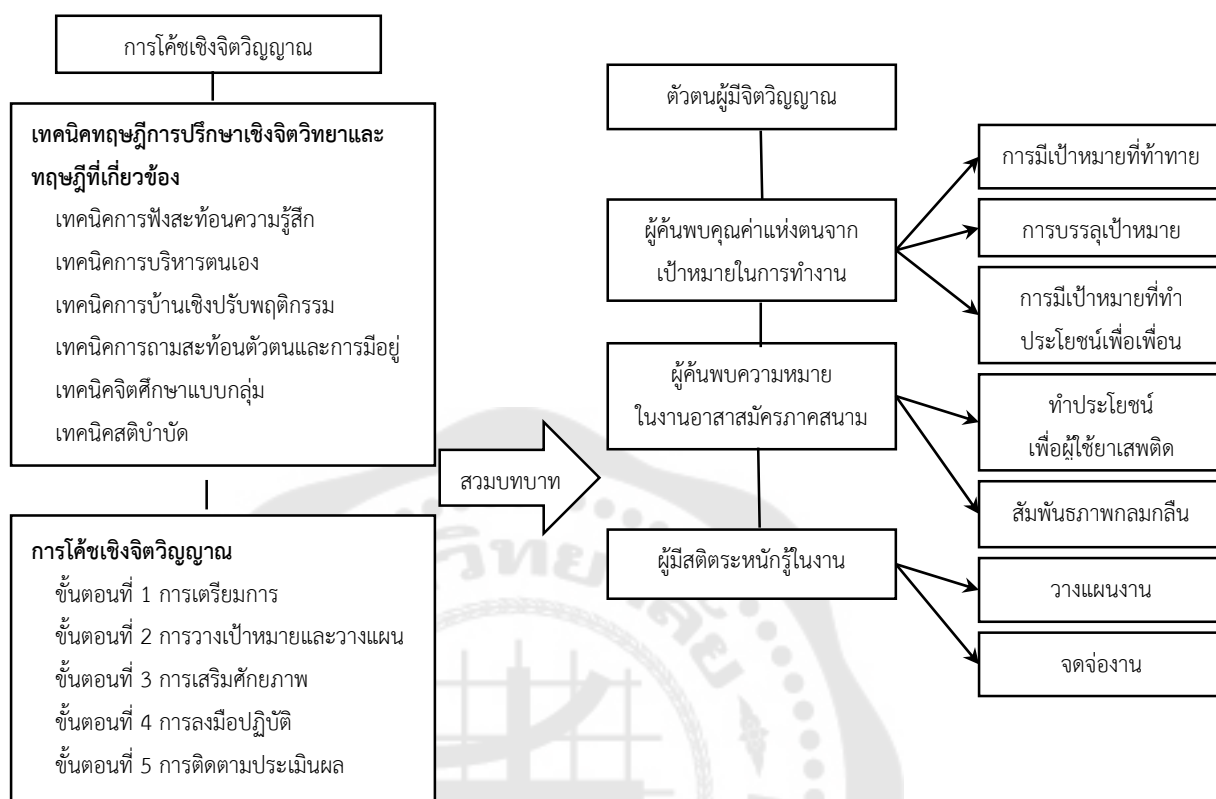 การโค้ชเชิงจิตวิญญาณ
เทคนิคทฤษฎีการปรึกษาเชิงจิตวิทยาและ
ทฤษฎีที่เกี่ยวข้อง
เทคนิคการฟังสะท้อนความรู้สึก
เทคนิคการบริหารตนเอง
เทคนิคการบ้านเชิงปรับพฤติกรรม
เทคนิคการถามสะท้อนตัวตนและการมีอยู่
เทคนิคจิตศึกษาแบบกลุ่ม
เทคนิคสติบำบัด
การโค้ชเชิงจิตวิญญาณ
ขั้นตอนที่ 1 การเตรียมการ
ขั้นตอนที่ 2 การวางเป้าหมายและวางแผน
ขั้นตอนที่ 3 การเสริมศักยภาพ
ขั้นตอนที่ 4 การลงมือปฏิบัติ
ขั้นตอนที่ 5 การติดตามประเมินผล
สวมบทบาท
ตัวตนผู้มีจิตวิญญาณ
ผู้ค้นพบคุณค่าแห่งตนจาก
เป้าหมายในการทำงาน
ผู้ค้นพบความหมาย
ในงานอาสาสมัครภาคสนาม
ผู้มีสติตระหนักรู้ในงาน
การมีเป้าหมายที่ท้าทาย
การบรรลุเป้าหมาย
การมีเป้าหมายที่ทำ
ประโยชน์เพื่อเพื่อน
ทำประโยชน์
เพื่อผู้ใช้ยาเสพติด
สัมพันธภาพกลมกลืน
วางแผนงาน
จดจ่องาน